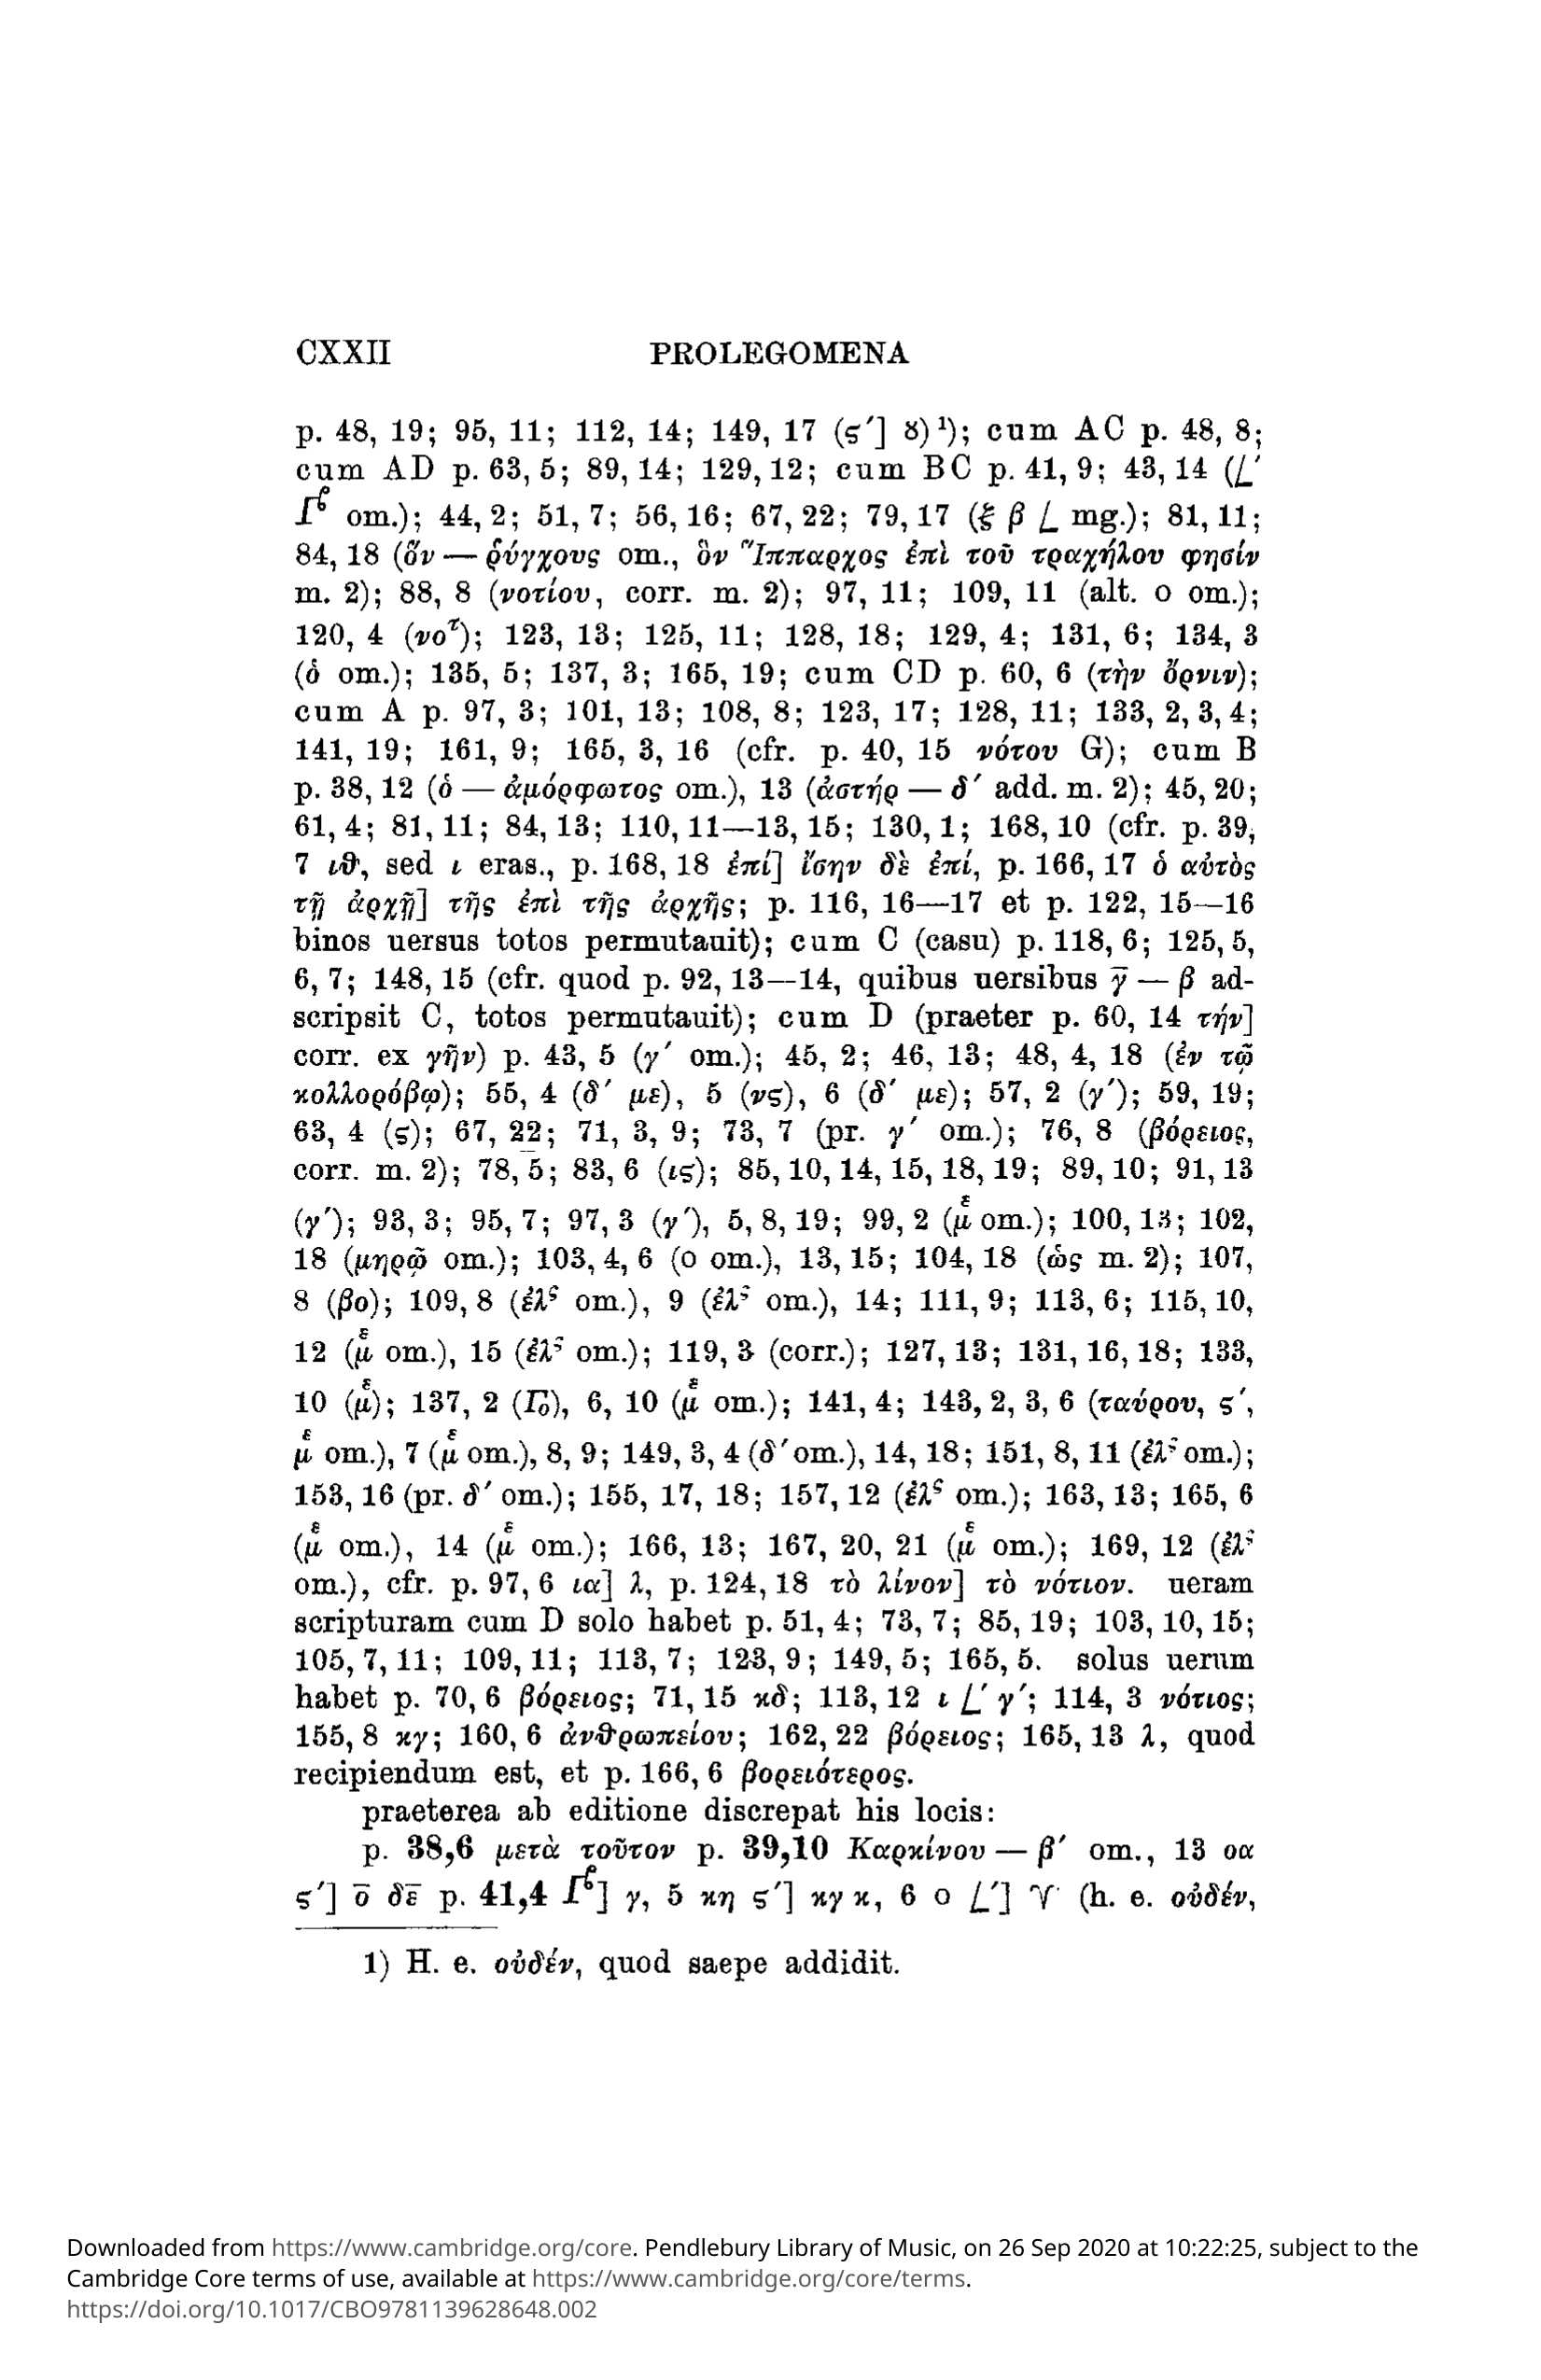 CXXII PROLEGOMENA
p. 48, 19; 95, 11; 112, 14; 149, 17 (ϛ′] ȣ)¹); cum AC p. 48, 8;
cum AD p. 63, 5; 89, 14; 129, 12; cum BC p. 41, 9; 43, 14 (∠′
Γο om.); 44, 2; 51, 7; 56, 16; 67, 22; 79, 17 (ξ β ∠ mg.); 81, 11;
84, 18 (ὅν — ῥύγχους om., ὃν Ἵππαρχος ἐπὶ τοῦ τραχήλου φησίν
m. 2); 88, 8 (νοτίου, corr. m. 2); 97, 11; 109, 11 (alt. ο om.);
120, 4 (νοᵗ); 123, 13; 125, 11; 128, 18; 129, 4; 131, 6; 134, 3
(ὁ om.); 135, 5; 137, 3; 165, 19; cum CD p. 60, 6 (τὴν ὄρνιν);
cum A p. 97, 3; 101, 13; 108, 8; 123, 17; 128, 11; 133, 2, 3, 4;
141, 19; 161, 9; 165, 3, 16 (cfr. p. 40, 15 νότου G); cum B
p. 38, 12 (ὁ — ἀμόρφωτος om.), 13 (ἀστήρ — δ′ add. m. 2); 45, 20;
61, 4; 81, 11; 84, 13; 110, 11—13, 15; 130, 1; 168, 10 (cfr. p. 39,
7 ιϑ, sed ι eras., p. 168, 18 ἐπί] ἴσην δὲ ἐπί, p. 166, 17 ὁ αὐτὸς
τῇ ἀρχῇ] τῆς ἐπὶ τῆς ἀρχῆς; p. 116, 16—17 et p. 122, 15—16
binos uersus totos permutauit); cum C (casu) p. 118, 6; 125, 5,
6, 7; 148, 15 (cfr. quod p. 92, 13—14, quibus uersibus γ̄ — β ad-
scripsit C, totos permutauit); cum D (praeter p. 60, 14 τήν]
corr. ex γῆν) p. 43, 5 (γ′ om.); 45, 2; 46, 13; 48, 4, 18 (ἐν τῷ
κολλορόβῳ); 55, 4 (δ′ με), 5 (νϛ), 6 (δ′ με); 57, 2 (γ′); 59, 19;
63, 4 (ϛ); 67, 22; 71, 3, 9; 73, 7 (pr. γ′ om.); 76, 8 (βόρειος,
corr. m. 2); 78, 5; 83, 6 (ιϛ); 85, 10, 14, 15, 18, 19; 89, 10; 91, 13
(γ′); 93, 3; 95, 7; 97, 3 (γ′), 5, 8, 19; 99, 2 (μ̊ε om.); 100, 13; 102,
18 (μηρῷ om.); 103, 4, 6 (ο om.), 13, 15; 104, 18 (ὡς m. 2); 107,
8 (βο); 109, 8 (ἐλς om.), 9 (ἐλς om.), 14; 111, 9; 113, 6; 115, 10,
12 (μ̊ε om.), 15 (ἐλς om.); 119, 3 (corr.); 127, 13; 131, 16, 18; 133,
10 (μ̊ε); 137, 2 (Γο), 6, 10 (μ̊ε om.); 141, 4; 143, 2, 3, 6 (ταύρου, ϛ′,
μ̊ε om.), 7 (μ̊ε om.), 8, 9; 149, 3, 4 (δ′ om.), 14, 18; 151, 8, 11 (ἐλς om.);
153, 16 (pr. δ′ om.); 155, 17, 18; 157, 12 (ἐλς om.); 163, 13; 165, 6
(μ̊ε om.), 14 (μ̊ε om.); 166, 13; 167, 20, 21 (μ̊ε om.); 169, 12 (ἐλς
om.), cfr. p. 97, 6 ια] λ, p. 124, 18 τὸ λίνον] τὸ νότιον. ueram
scripturam cum D solo habet p. 51, 4; 73, 7; 85, 19; 103, 10, 15;
105, 7, 11; 109, 11; 113, 7; 123, 9; 149, 5; 165, 5. solus uerum
habet p. 70, 6 βόρειος; 71, 15 κδ; 113, 12 ι ∠′ γ′; 114, 3 νότιος;
155, 8 κγ; 160, 6 ἀνϑρωπείου; 162, 22 βόρειος; 165, 13 λ, quod
recipiendum est, et p. 166, 6 βορειότερος.
praeterea ab editione discrepat his locis:
p. 38,6 μετὰ τοῦτον p. 39,10 Καρκίνου — β′ om., 13 οα
ϛ′] ο̄ δε̄ p. 41,4 Γο] γ, 5 κη ϛ′] κγ κ, 6 ο ∠′] ♈ (h. e. οὐδέν,
1) H. e. οὐδέν, quod saepe addidit.
Downloaded from https://www.cambridge.org/core. Pendlebury Library of Music, on 26 Sep 2020 at 10:22:25, subject to the
Cambridge Core terms of use, available at https://www.cambridge.org/core/terms.
https://doi.org/10.1017/CBO9781139628648.002